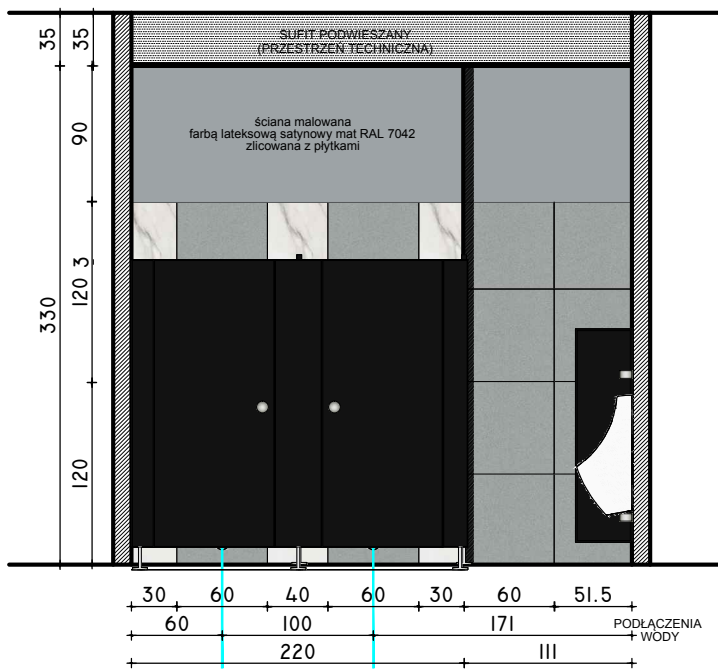 35
35
SUFIT PODWIESZANY
(PRZESTRZEŃ TECHNICZNA)
90
ściana malowana
farbą lateksową satynowy mat RAL 7042
zlicowana z płytkami
3
120
330
120
30 60 40 60 30 60 51.5
60 100 171
PODŁĄCZENIA
WODY
220 111